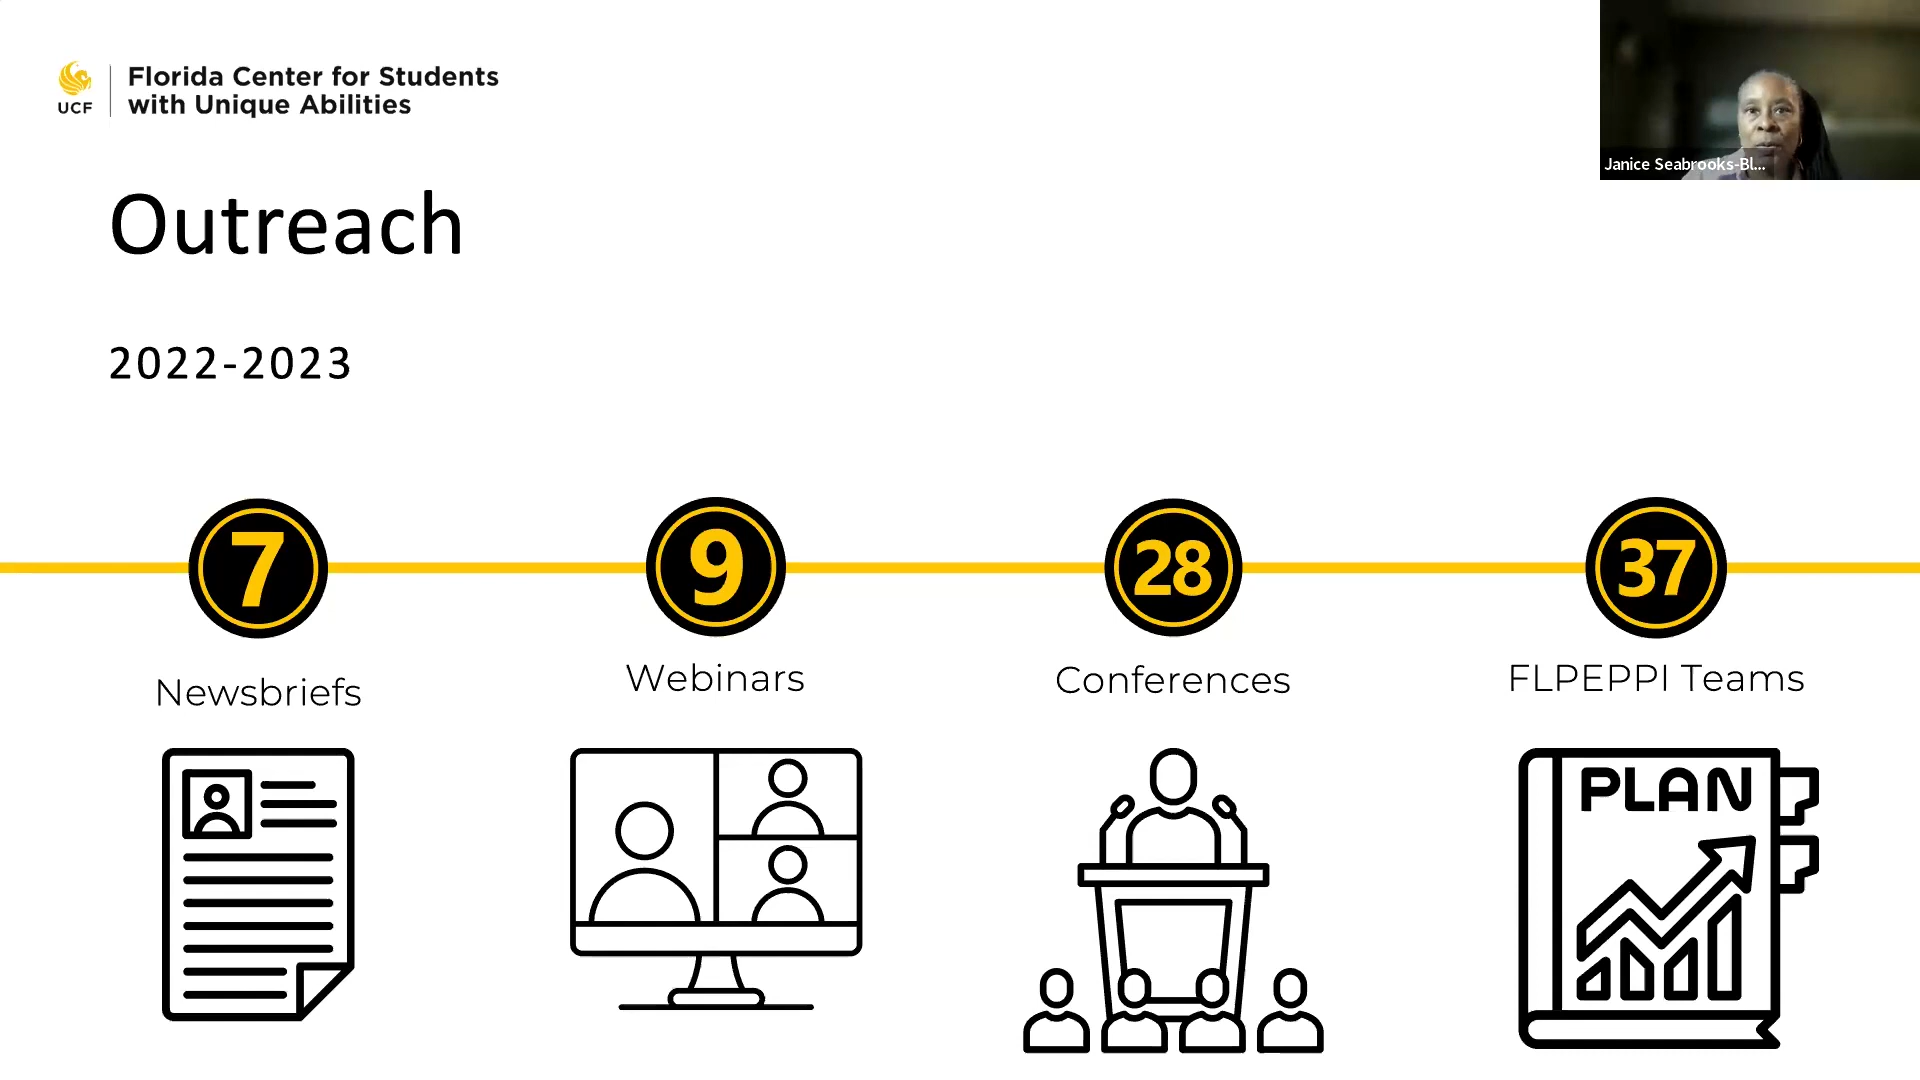 UCF
Florida Center for Students
with Unique Abilities
Janice Seabrooks-Bl...
Outreach
2022-2023
7
9
28
37
Newsbriefs
Webinars
Conferences
FLPEPPI Teams
PLAN